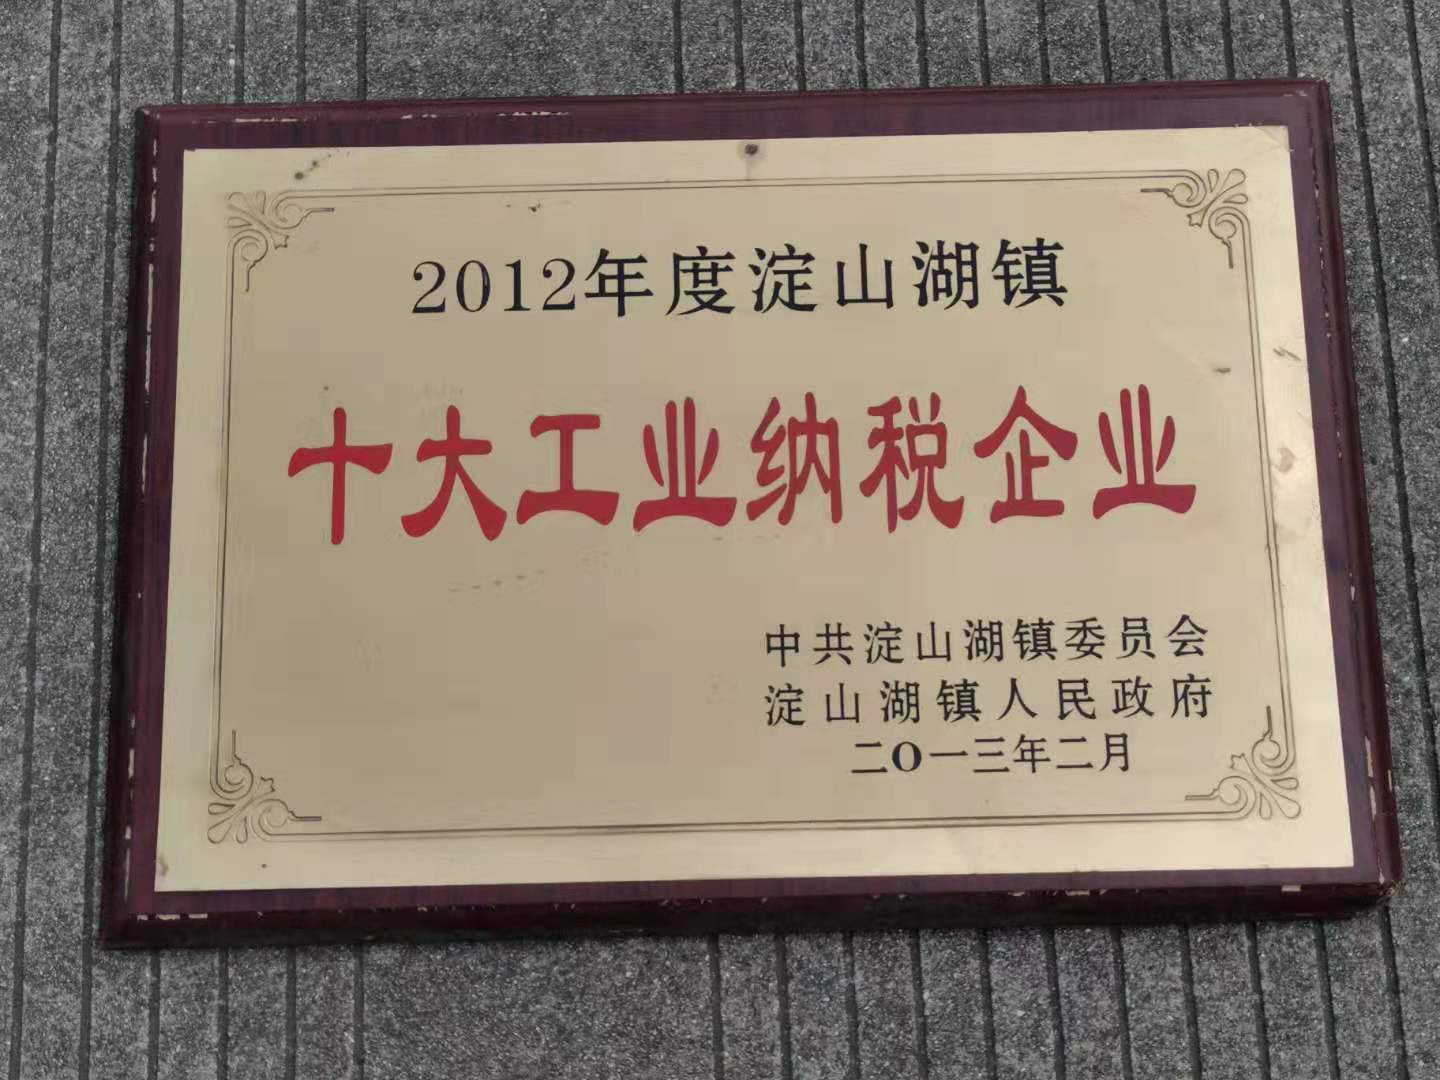 2012年度淀山湖镇
十大工业纳税企业
中共淀山湖镇委员会
淀山湖镇人民政府
二〇一三年二月